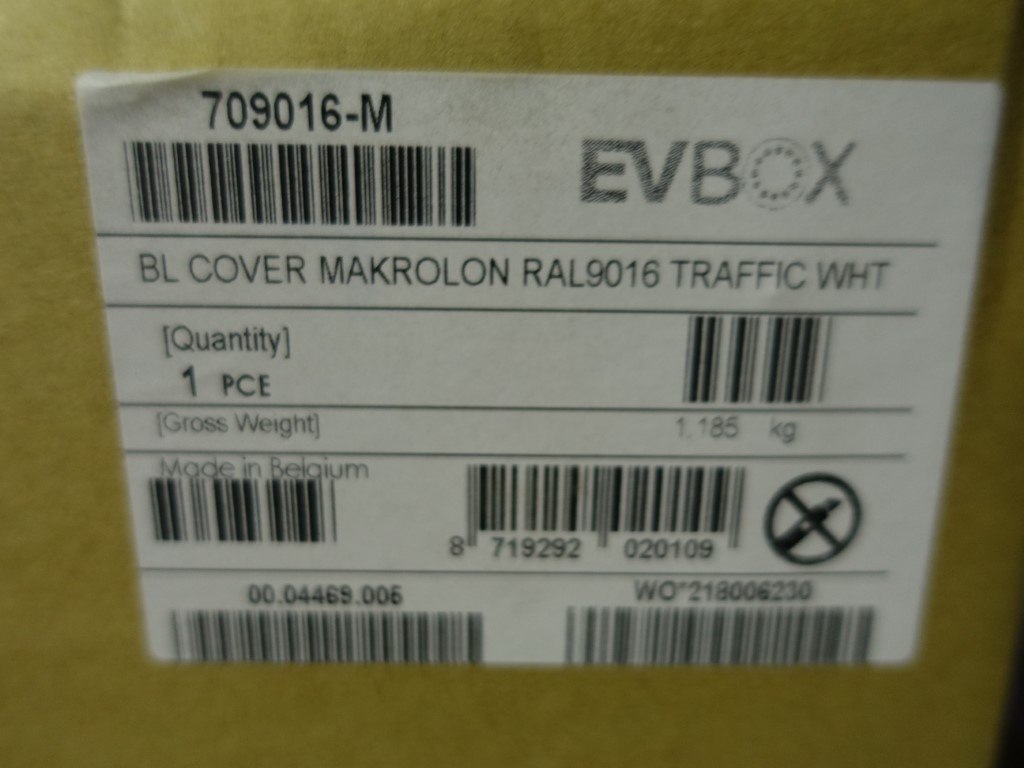 709016-M
EVBOX
BL COVER MAKROLON RAL9016 TRAFFIC WHT
[Quantity]
1 PCE
[Gross Weight] 1.185 kg
Made in Belgium
8 719292 020109
00.04469.006
WO*218006230